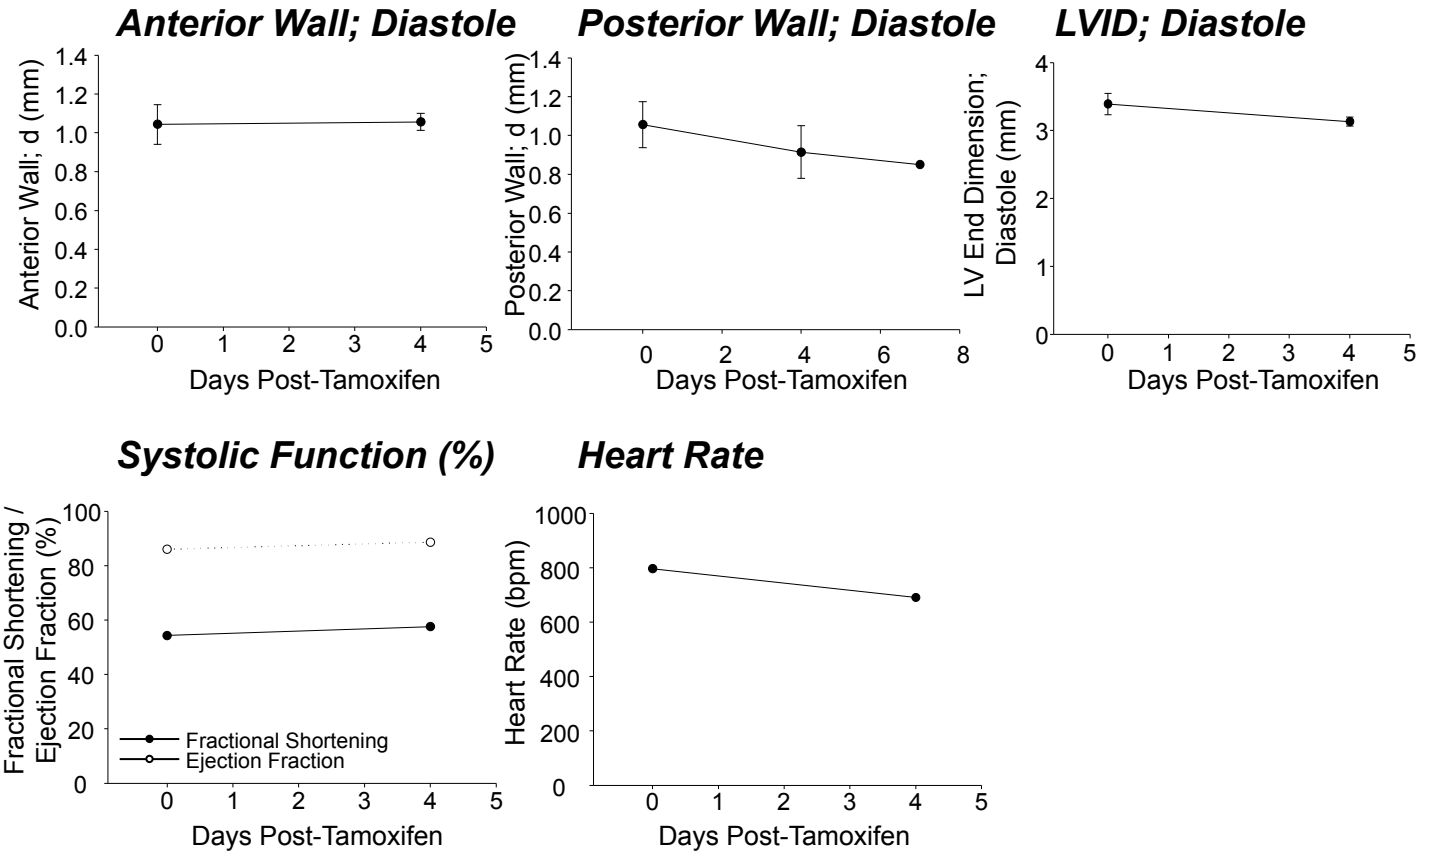 Anterior Wall; Diastole
1.4
1.2
1.0
0.8
0.6
0.4
0.2
0.0
Anterior Wall; d (mm)
0 1 2 3 4 5
Days Post-Tamoxifen
Posterior Wall; Diastole
1.4
1.2
1.0
0.8
0.6
0.4
0.2
0.0
Posterior Wall; d (mm)
0 2 4 6 8
Days Post-Tamoxifen
LVID; Diastole
4
3
2
1
0
LV End Dimension;
Diastole (mm)
0 1 2 3 4 5
Days Post-Tamoxifen
Systolic Function (%)
100
80
60
40
20
0
Fractional Shortening /
Ejection Fraction (%)
Fractional Shortening
Ejection Fraction
0 1 2 3 4 5
Days Post-Tamoxifen
Heart Rate
1000
800
600
400
200
0
Heart Rate (bpm)
0 1 2 3 4 5
Days Post-Tamoxifen